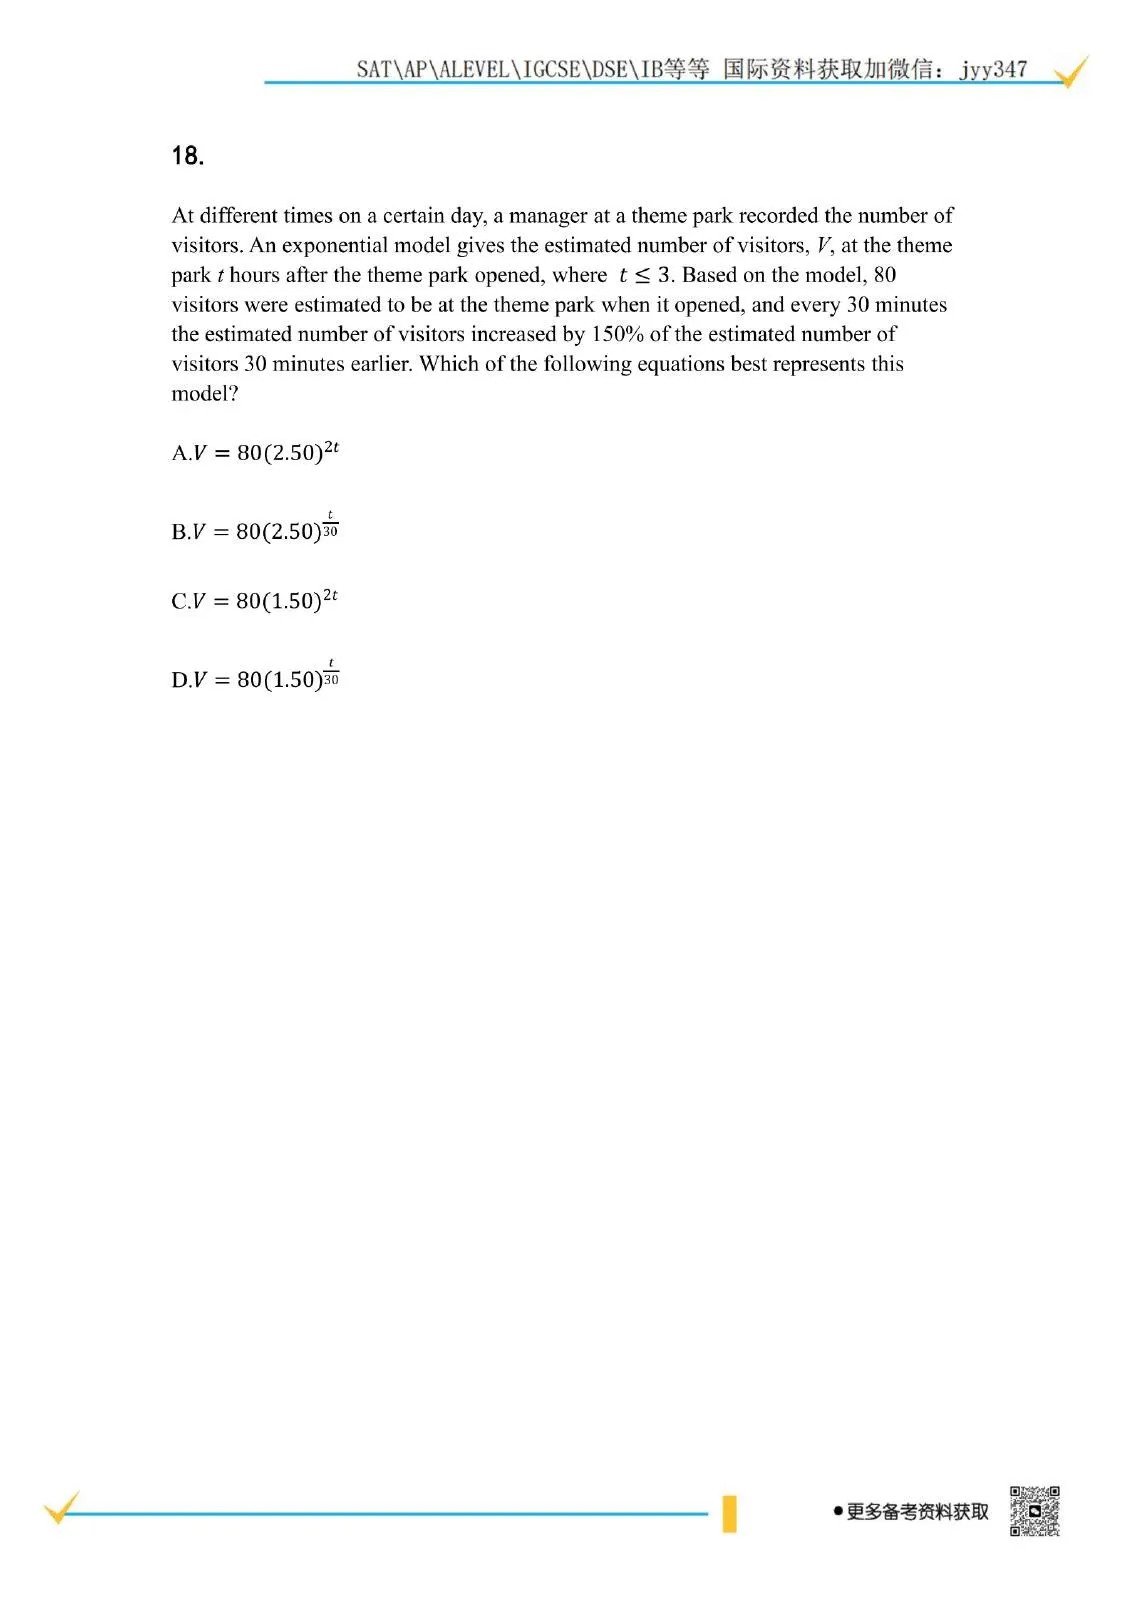 SAT\AP\ALEVEL\IGCSE\DSE\IB等等 国际资料获取加微信：jyy347
18.
At different times on a certain day, a manager at a theme park recorded the number of
visitors. An exponential model gives the estimated number of visitors, V, at the theme
park t hours after the theme park opened, where t ≤ 3. Based on the model, 80
visitors were estimated to be at the theme park when it opened, and every 30 minutes
the estimated number of visitors increased by 150% of the estimated number of
visitors 30 minutes earlier. Which of the following equations best represents this
model?
A.V = 80(2.50)^{2t}
B.V = 80(2.50)^{\frac{t}{30}}
C.V = 80(1.50)^{2t}
D.V = 80(1.50)^{\frac{t}{30}}
●更多备考资料获取